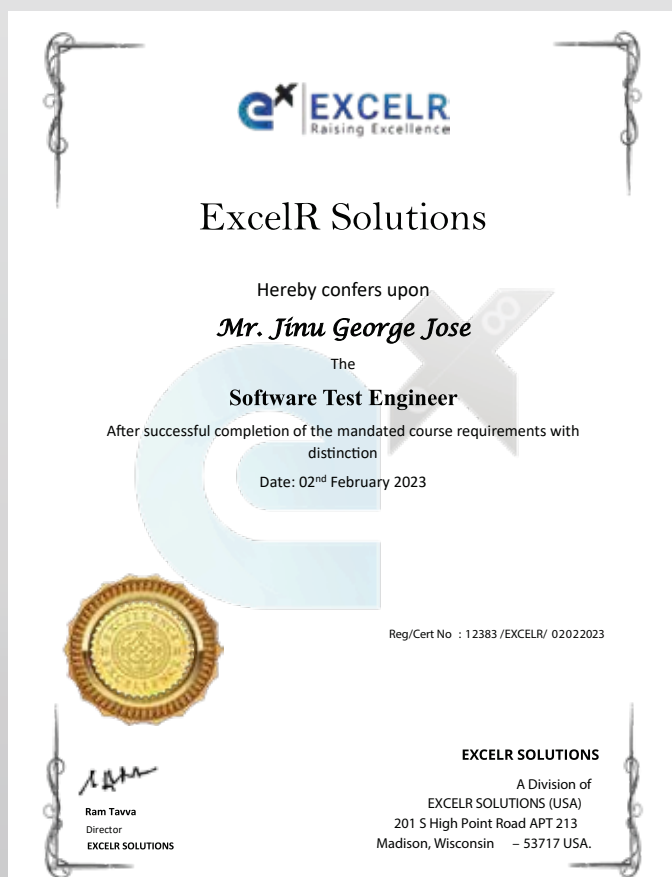 EXCELR
Raising Excellence
ExcelR Solutions
Hereby confers upon
Mr. Jinu George Jose
The
Software Test Engineer
After successful completion of the mandated course requirements with
distinction
Date: 02nd February 2023
EXCELLENCE
EXCELLENCE
Reg/Cert No : 12383 /EXCELR/ 02022023
Ram Tavva
Director
EXCELR SOLUTIONS
EXCELR SOLUTIONS
A Division of
EXCELR SOLUTIONS (USA)
201 S High Point Road APT 213
Madison, Wisconsin – 53717 USA.